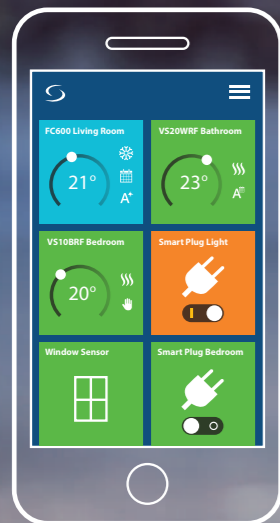 FC600 Living Room
VS20WRF Bathroom
21°
A*
23°
A
VS10BRF Bedroom
Smart Plug Light
20°
Window Sensor
Smart Plug Bedroom